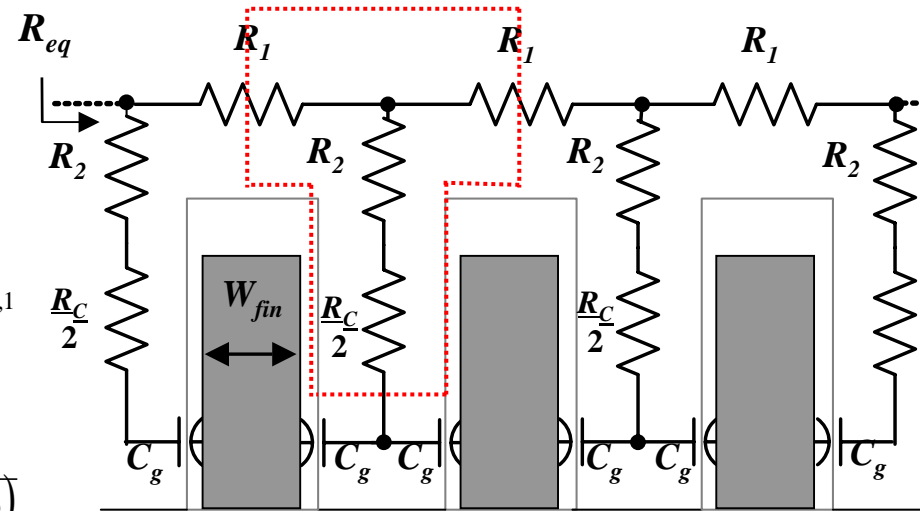 R_eq
R_1 R_1 R_1
R_2 R_2 R_2 R_2
,1
R_C/2 W_fin R_C/2 R_C/2
C_g C_g C_g C_g C_g C_g
)